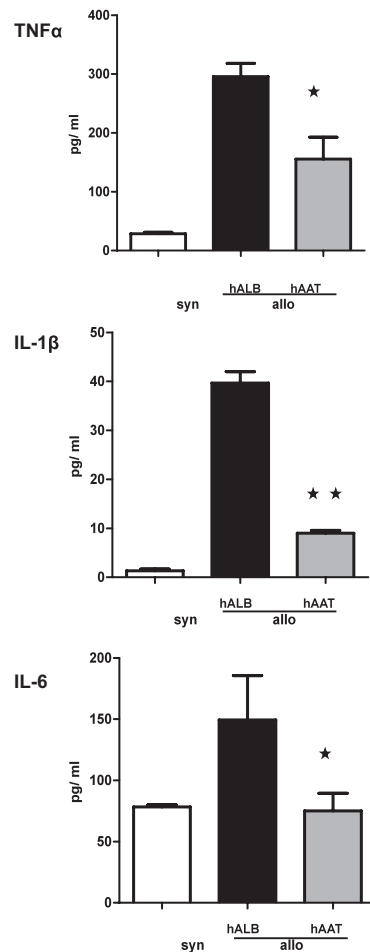 TNFα
400
300
200
100
0
pg/ ml
hALB hAAT
syn allo
IL-1β
50
40
30
20
10
0
pg/ ml
hALB hAAT
syn allo
IL-6
200
150
100
50
0
pg/ ml
hALB hAAT
syn allo